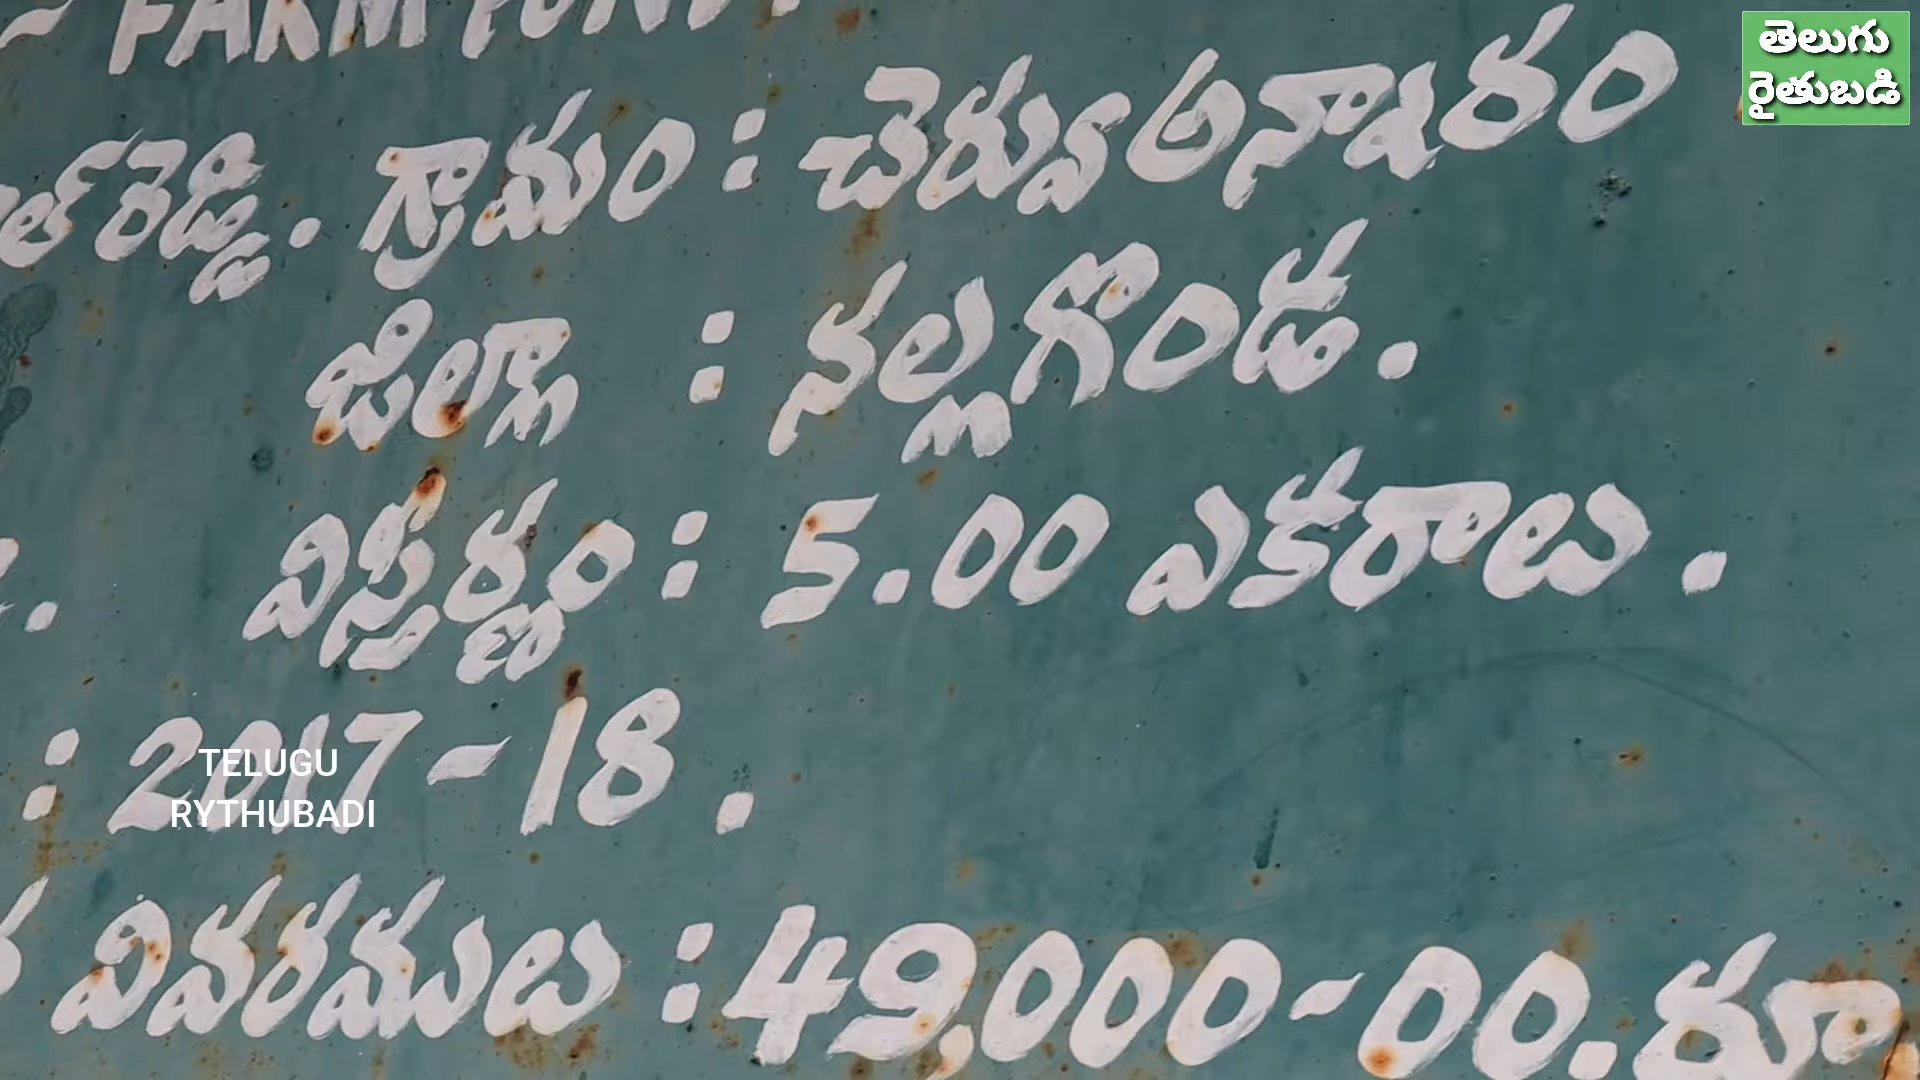 - FARM POND.
రెడ్డి. గ్రామం : చెరువుఅన్నారం
జిల్లా : నల్లగొండ.
విస్తీర్ణం : 5.00 ఎకరాలు.
: 2017-18.
వివరములు : 49,000-00. రూ
తెలుగు
రైతుబడి
TELUGU
RYTHUBADI